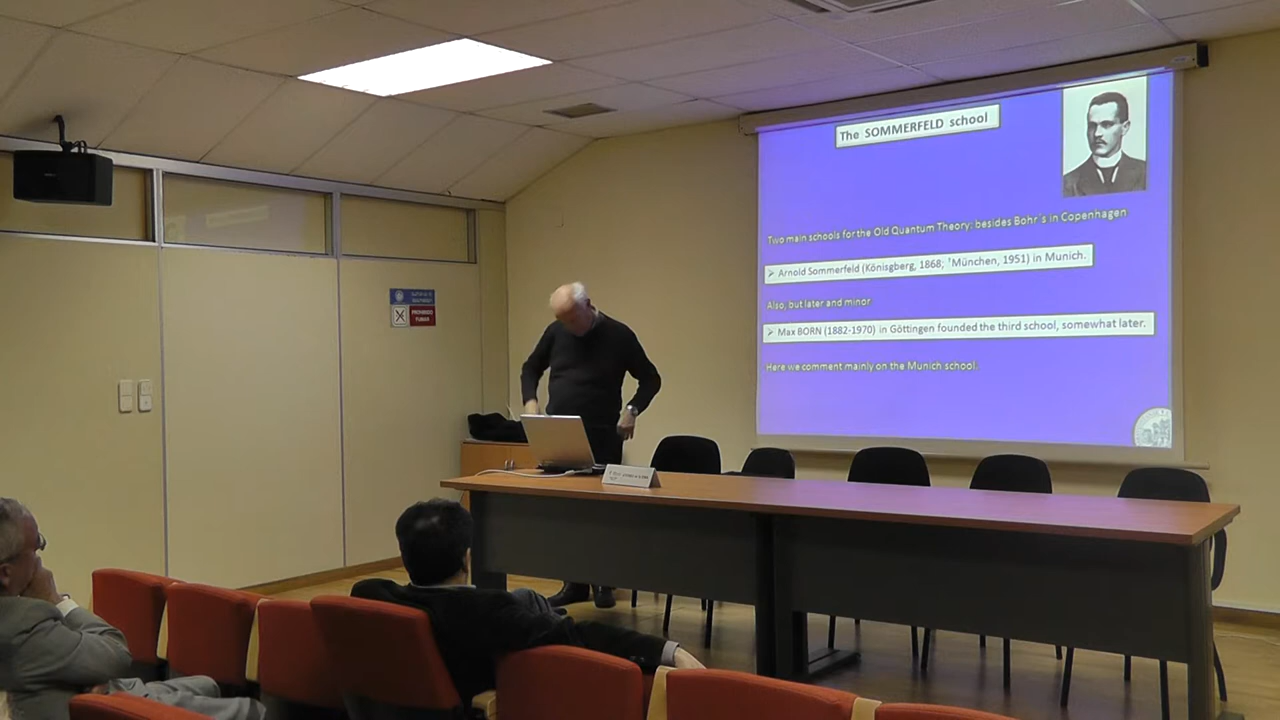 The SOMMERFELD school
Two main schools for the Old Quantum Theory: besides Bohr´s in Copenhagen
➢ Arnold Sommerfeld (Könisgberg, 1868; †München, 1951) in Munich.
Also, but later and minor
➢ Max BORN (1882-1970) in Göttingen founded the third school, somewhat later.
Here we comment mainly on the Munich school.
PROHIBIDO
FUMAR